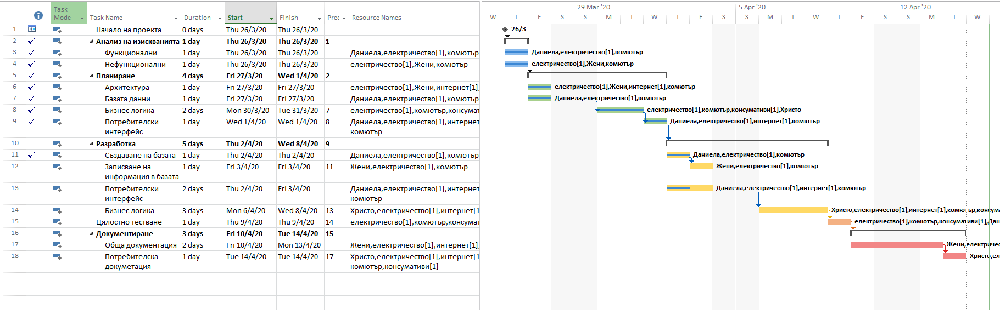 29 Mar '20 5 Apr '20 12 Apr '20
Task Mode Task Name Duration Start Finish Prec Resource Names
W T F S S M T W T F S S M T W T F S S M T W
1 Начало на проекта 0 days Thu 26/3/20 Thu 26/3/20 26/3
2 Анализ на изискванията 1 day Thu 26/3/20 Thu 26/3/20 1
3 Функционални 1 day Thu 26/3/20 Thu 26/3/20 Даниела,електричество[1],комютър Даниела,електричество[1],комютър
4 Нефункционални 1 day Thu 26/3/20 Thu 26/3/20 електричество[1],Жени,комютър електричество[1],Жени,комютър
5 Планиране 4 days Fri 27/3/20 Wed 1/4/20 2
6 Архитектура 1 day Fri 27/3/20 Fri 27/3/20 електричество[1],Жени,интернет[1], електричество[1],Жени,интернет[1],комютър
7 Базата данни 1 day Fri 27/3/20 Fri 27/3/20 Даниела,електричество[1],комютър Даниела,електричество[1],комютър
8 Бизнес логика 2 days Mon 30/3/20 Tue 31/3/20 7 електричество[1],комютър,консумати електричество[1],комютър,консумативи[1],Христо
9 Потребителски 1 day Wed 1/4/20 Wed 1/4/20 8 Даниела,електричество[1],интернет Даниела,електричество[1],интернет[1],комютър
интерфейс комютър
10 Разработка 5 days Thu 2/4/20 Wed 8/4/20 9
11 Създаване на базата 1 day Thu 2/4/20 Thu 2/4/20 Даниела,електричество[1],комютър Даниела,електричество[1],комютър
12 Записване на 1 day Fri 3/4/20 Fri 3/4/20 11 Жени,електричество[1],комютър Жени,електричество[1],комютър
информация в базата
13 Потребителски 2 days Thu 2/4/20 Fri 3/4/20 Даниела,електричество[1],интернет Даниела,електричество[1],интернет[1],комютър
интерфейс комютър
14 Бизнес логика 3 days Mon 6/4/20 Wed 8/4/20 13 Христо,електричество[1],интернет[1 Христо,електричество[1],интернет[1],комютър,консума
15 Цялостно тестване 1 day Thu 9/4/20 Thu 9/4/20 14 електричество[1],комютър,консумат електричество[1],комютър,консумативи[1],Дан
16 Документиране 3 days Fri 10/4/20 Tue 14/4/20 15
17 Обща документация 2 days Fri 10/4/20 Mon 13/4/20 Жени,електричество[1],интернет[1], Жени,електричес
18 Потребителска 1 day Tue 14/4/20 Tue 14/4/20 17 Христо,електричество[1],интернет[1 Христо,ел
докуметация комютър,консумативи[1]